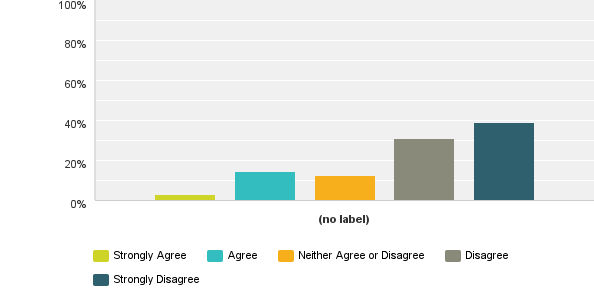 100%
80%
60%
40%
20%
0%
(no label)
Strongly Agree Agree Neither Agree or Disagree Disagree
Strongly Disagree